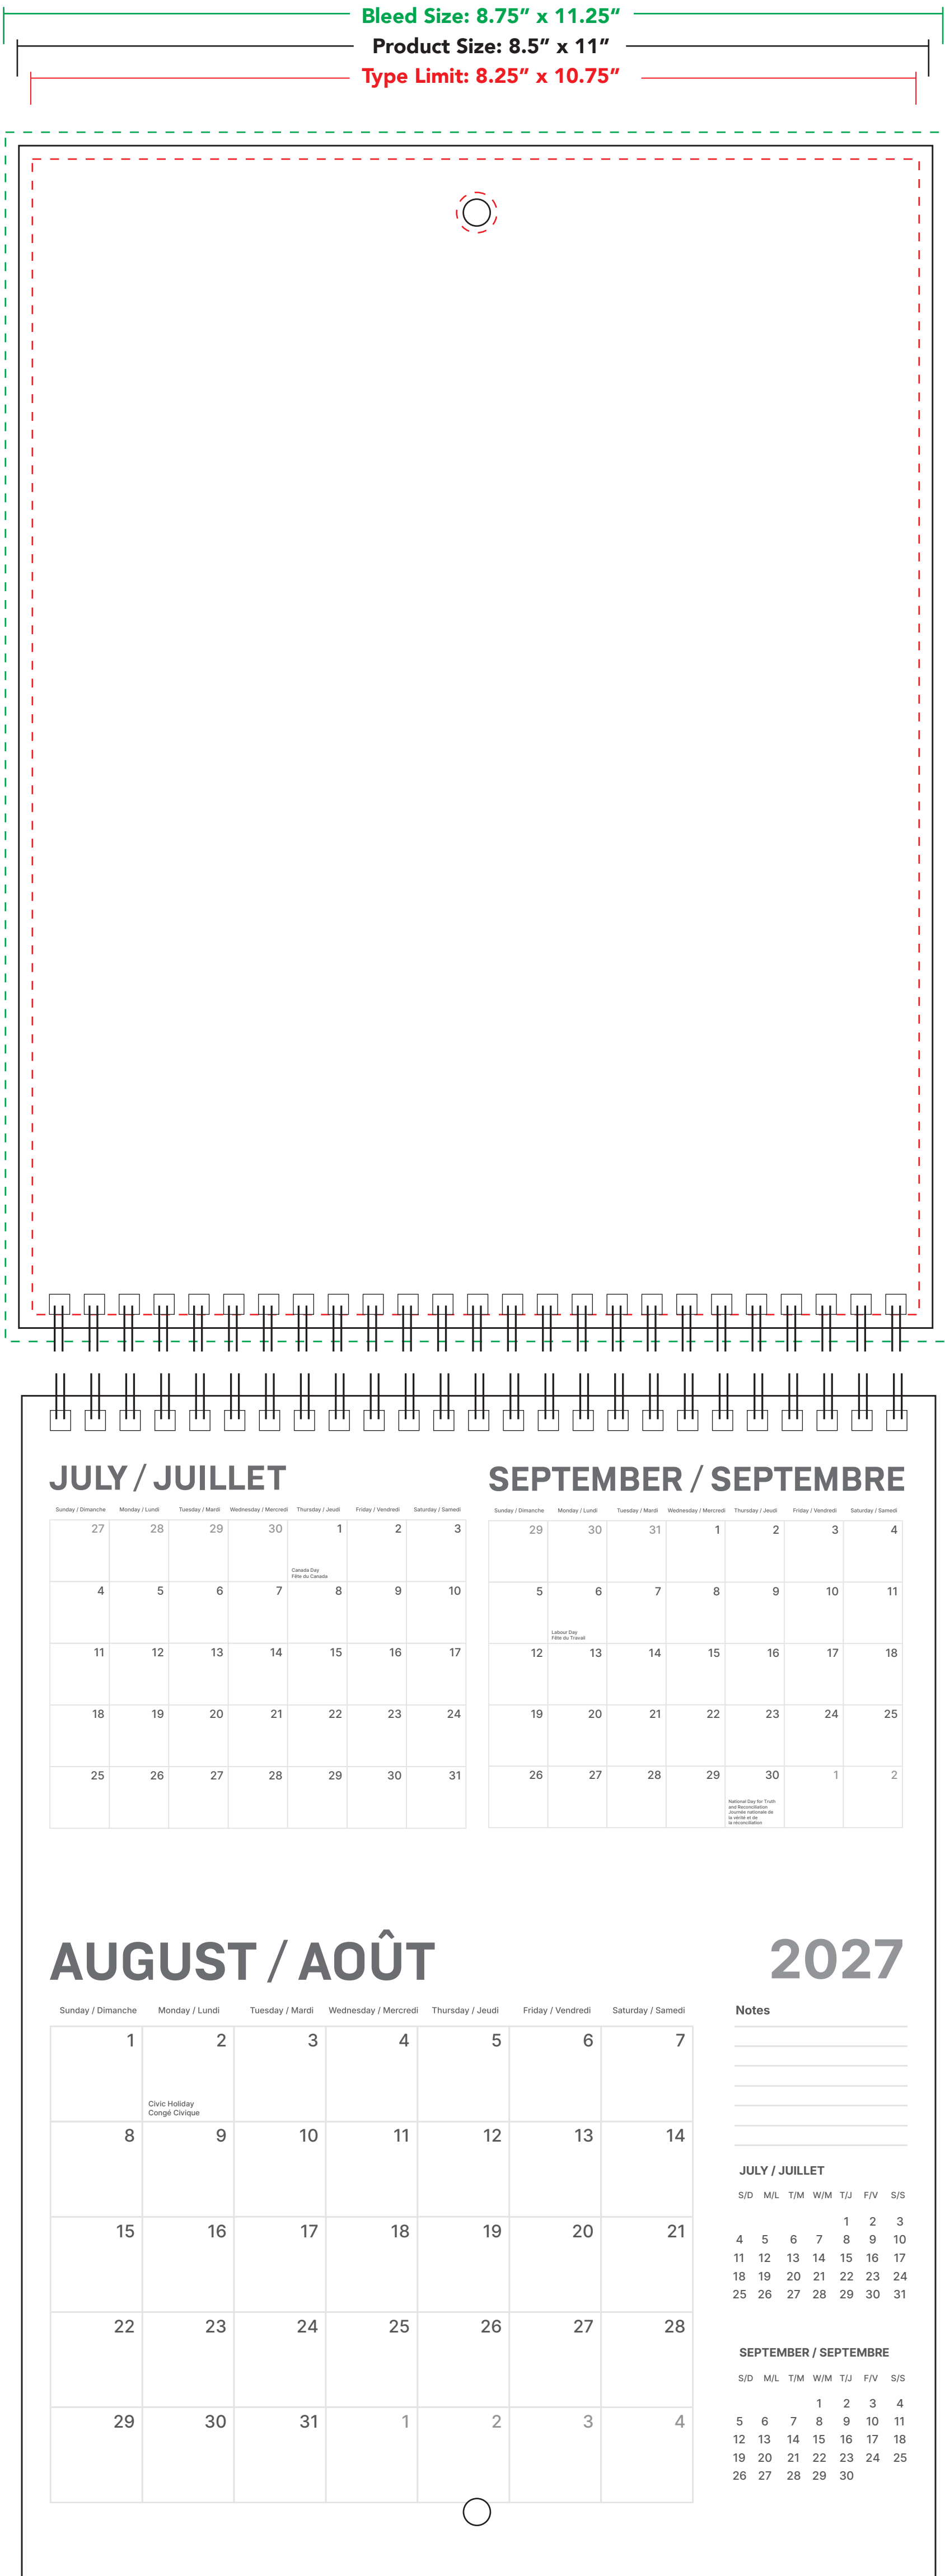 Bleed Size: 8.75” x 11.25”
Product Size: 8.5” x 11”
Type Limit: 8.25” x 10.75”
JULY / JUILLET
Sunday / Dimanche Monday / Lundi Tuesday / Mardi Wednesday / Mercredi Thursday / Jeudi Friday / Vendredi Saturday / Samedi
27 28 29 30 1 2 3
Canada Day
Fête du Canada
4 5 6 7 8 9 10
11 12 13 14 15 16 17
18 19 20 21 22 23 24
25 26 27 28 29 30 31
SEPTEMBER / SEPTEMBRE
Sunday / Dimanche Monday / Lundi Tuesday / Mardi Wednesday / Mercredi Thursday / Jeudi Friday / Vendredi Saturday / Samedi
29 30 31 1 2 3 4
5 6 7 8 9 10 11
Labour Day
Fête du Travail
12 13 14 15 16 17 18
19 20 21 22 23 24 25
26 27 28 29 30 1 2
National Day for Truth
and Reconciliation
Journée nationale de
la vérité et de
la réconciliation
AUGUST / AOÛT
2027
Sunday / Dimanche Monday / Lundi Tuesday / Mardi Wednesday / Mercredi Thursday / Jeudi Friday / Vendredi Saturday / Samedi
1 2 3 4 5 6 7
Civic Holiday
Congé Civique
8 9 10 11 12 13 14
15 16 17 18 19 20 21
22 23 24 25 26 27 28
29 30 31 1 2 3 4
Notes
JULY / JUILLET
S/D M/L T/M W/M T/J F/V S/S
1 2 3
4 5 6 7 8 9 10
11 12 13 14 15 16 17
18 19 20 21 22 23 24
25 26 27 28 29 30 31
SEPTEMBER / SEPTEMBRE
S/D M/L T/M W/M T/J F/V S/S
1 2 3 4
5 6 7 8 9 10 11
12 13 14 15 16 17 18
19 20 21 22 23 24 25
26 27 28 29 30